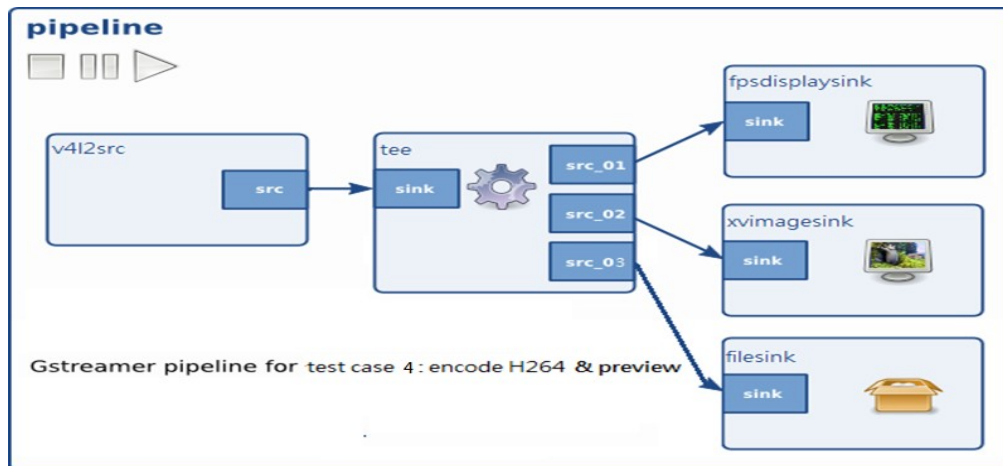 pipeline
fpsdisplaysink
sink
v4l2src
src
tee
sink
src_01
src_02
src_03
xvimagesink
sink
filesink
sink
Gstreamer pipeline for test case 4 : encode H264 & preview
.